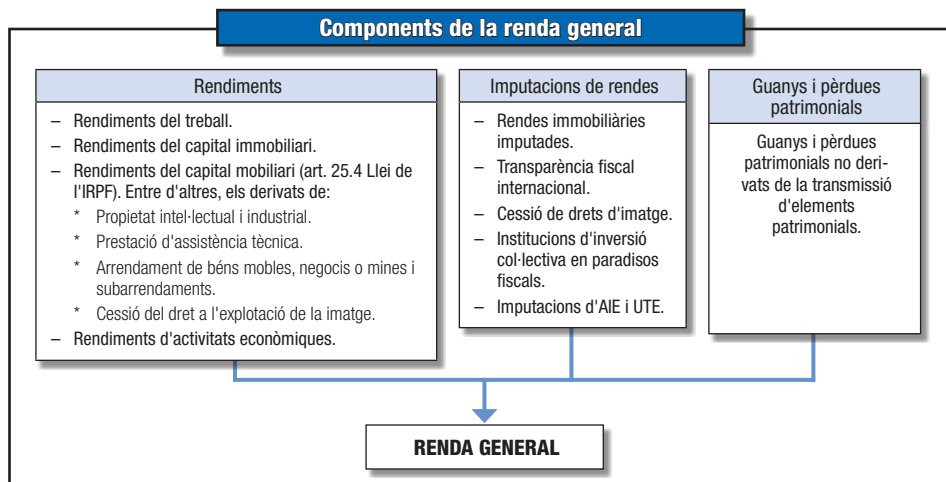 Components de la renda general
Rendiments
– Rendiments del treball.
– Rendiments del capital immobiliari.
– Rendiments del capital mobiliari (art. 25.4 Llei de
l'IRPF). Entre d'altres, els derivats de:
* Propietat intel·lectual i industrial.
* Prestació d'assistència tècnica.
* Arrendament de béns mobles, negocis o mines i
subarrendaments.
* Cessió del dret a l'explotació de la imatge.
– Rendiments d'activitats econòmiques.
Imputacions de rendes
– Rendes immobiliàries
imputades.
– Transparència fiscal
internacional.
– Cessió de drets d'imatge.
– Institucions d'inversió
col·lectiva en paradisos
fiscals.
– Imputacions d'AIE i UTE.
Guanys i pèrdues
patrimonials
Guanys i pèrdues
patrimonials no deri-
vats de la transmissió
d'elements
patrimonials.
RENDA GENERAL